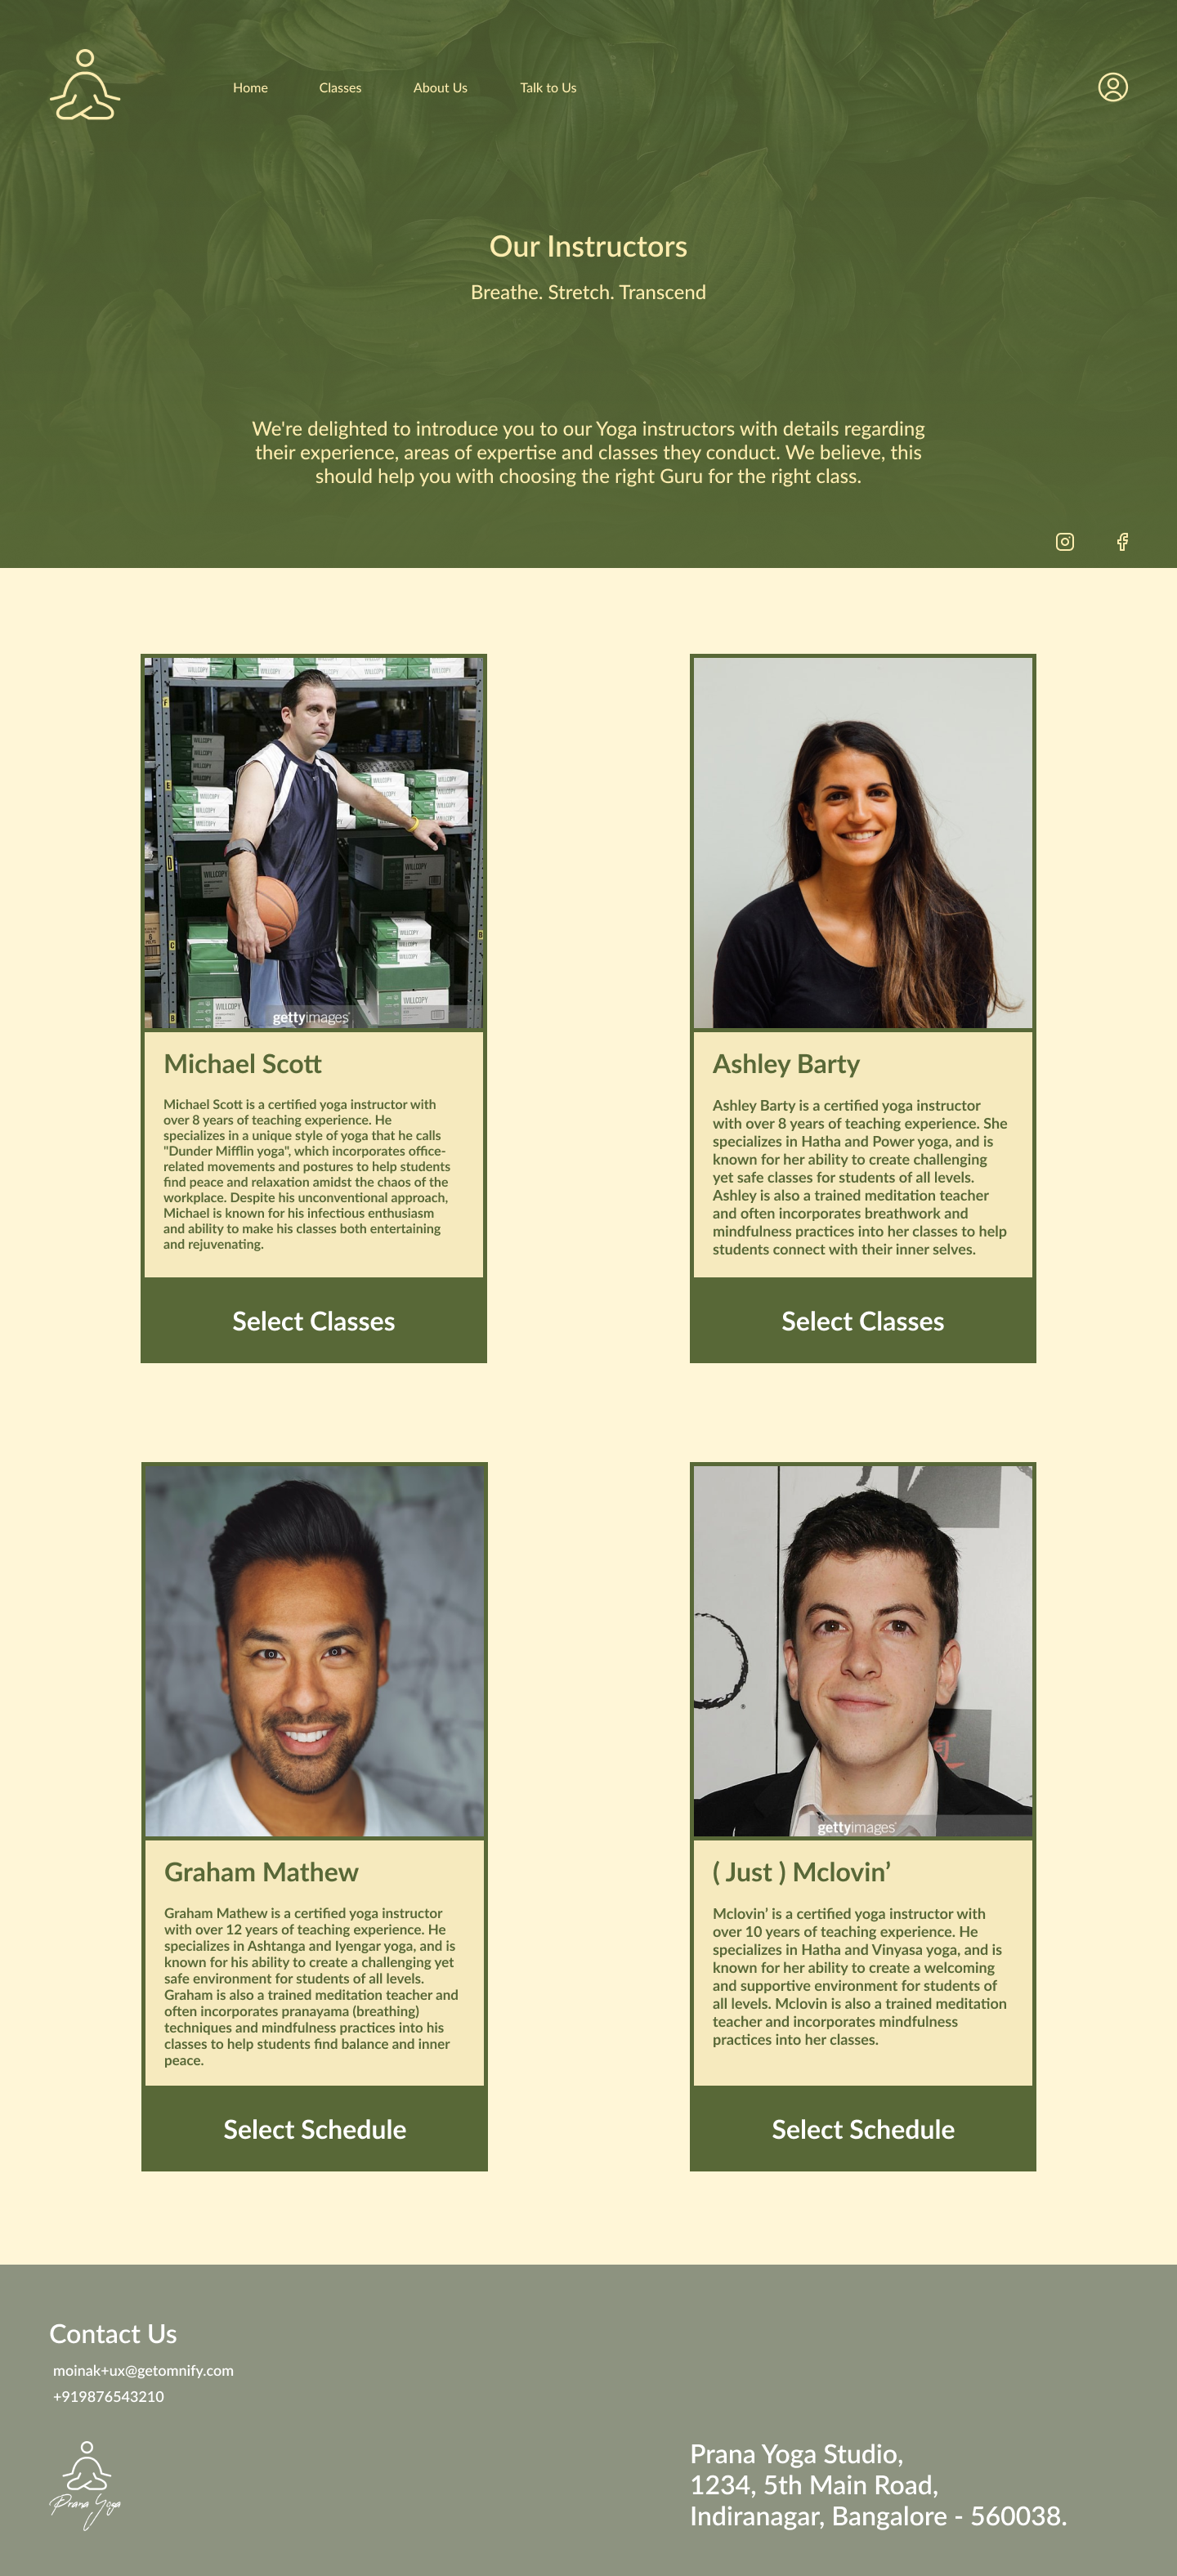 Home
Classes
About Us
Talk to Us
Our Instructors
Breathe. Stretch. Transcend
We're delighted to introduce you to our Yoga instructors with details regarding
their experience, areas of expertise and classes they conduct. We believe, this
should help you with choosing the right Guru for the right class.
WILLCOPY
gettyimages®
Michael Scott
Michael Scott is a certified yoga instructor with
over 8 years of teaching experience. He
specializes in a unique style of yoga that he calls
"Dunder Mifflin yoga", which incorporates office-
related movements and postures to help students
find peace and relaxation amidst the chaos of the
workplace. Despite his unconventional approach,
Michael is known for his infectious enthusiasm
and ability to make his classes both entertaining
and rejuvenating.
Select Classes
Ashley Barty
Ashley Barty is a certified yoga instructor
with over 8 years of teaching experience. She
specializes in Hatha and Power yoga, and is
known for her ability to create challenging
yet safe classes for students of all levels.
Ashley is also a trained meditation teacher
and often incorporates breathwork and
mindfulness practices into her classes to help
students connect with their inner selves.
Select Classes
Graham Mathew
Graham Mathew is a certified yoga instructor
with over 12 years of teaching experience. He
specializes in Ashtanga and Iyengar yoga, and is
known for his ability to create a challenging yet
safe environment for students of all levels.
Graham is also a trained meditation teacher and
often incorporates pranayama (breathing)
techniques and mindfulness practices into his
classes to help students find balance and inner
peace.
Select Schedule
gettyimages®
( Just ) Mclovin’
Mclovin’ is a certified yoga instructor with
over 10 years of teaching experience. He
specializes in Hatha and Vinyasa yoga, and is
known for her ability to create a welcoming
and supportive environment for students of
all levels. Mclovin is also a trained meditation
teacher and incorporates mindfulness
practices into her classes.
Select Schedule
Contact Us
moinak+ux@getomnify.com
+919876543210
Prana Yoga
Prana Yoga Studio,
1234, 5th Main Road,
Indiranagar, Bangalore - 560038.